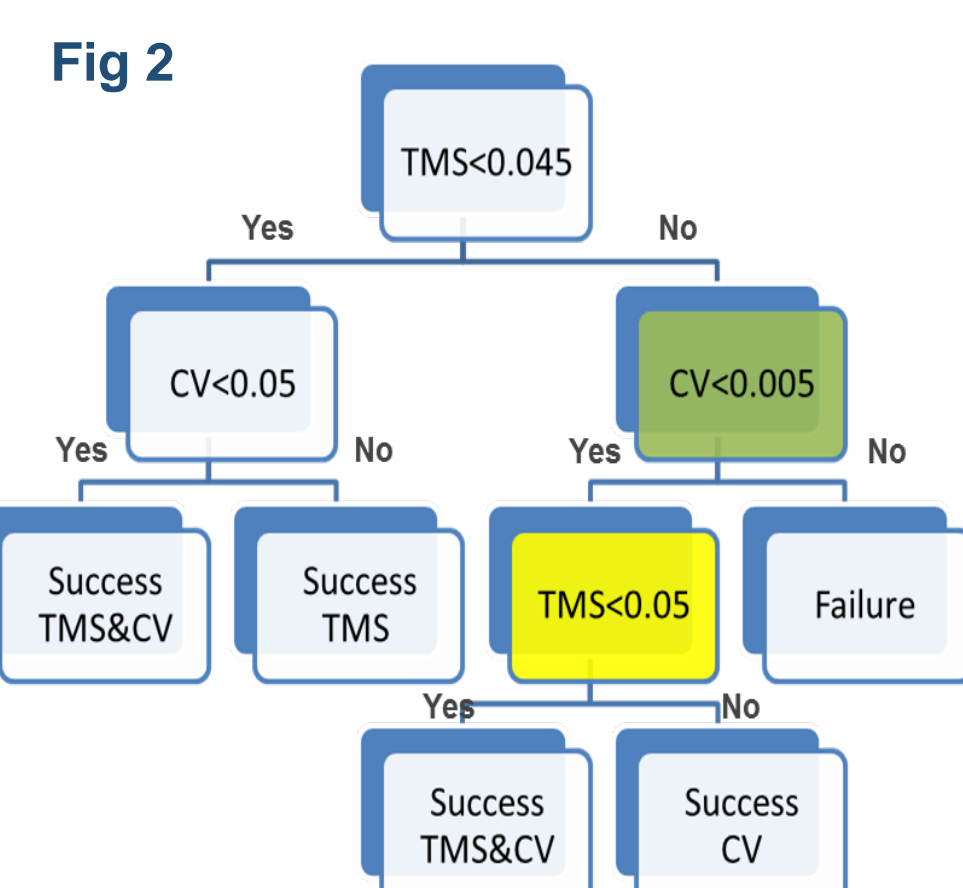 Fig 2
TMS<0.045
Yes
No
CV<0.05
CV<0.005
Yes
No
Yes
No
Success
TMS&CV
Success
TMS
TMS<0.05
Failure
Yes
No
Success
TMS&CV
Success
CV